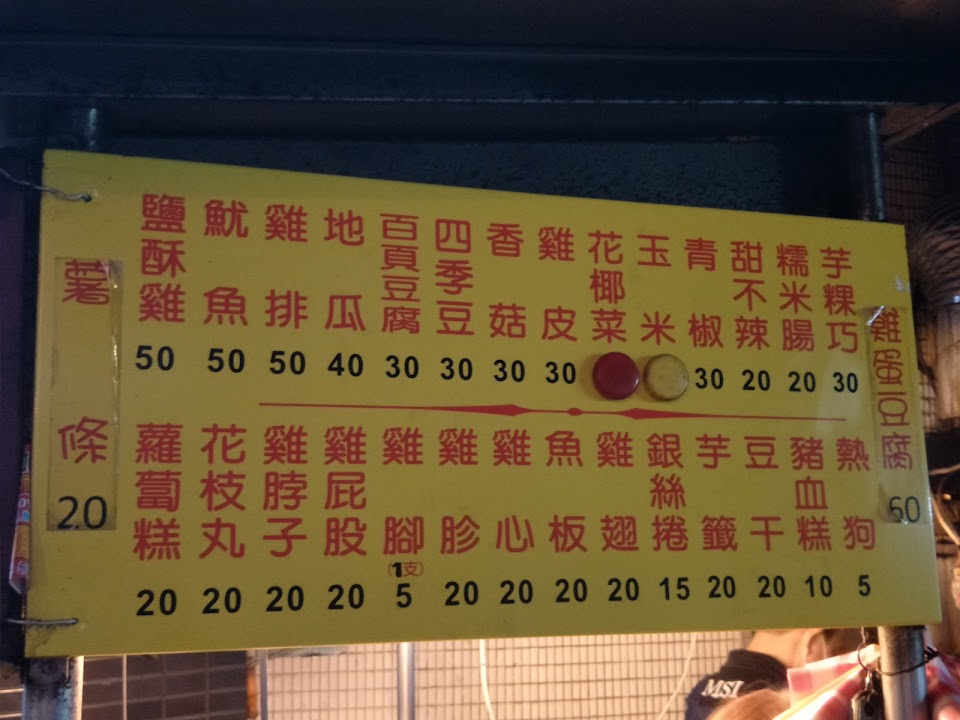 鹽酥雞 50
魷魚 50
雞排 50
地瓜 40
百頁豆腐 30
四季豆 30
香菇 30
雞皮 30
花椰菜
玉米
青椒 30
甜不辣 20
糯米腸 20
芋粿巧 30
薯條 20
雞蛋豆腐 60
蘿蔔糕 20
花枝丸 20
雞脖子 20
雞屁股 20
雞腳 (1支) 5
雞胗 20
雞心 20
魚板 20
雞翅 20
銀絲捲 15
芋籤 20
豆干 20
豬血糕 10
熱狗 5
MSI